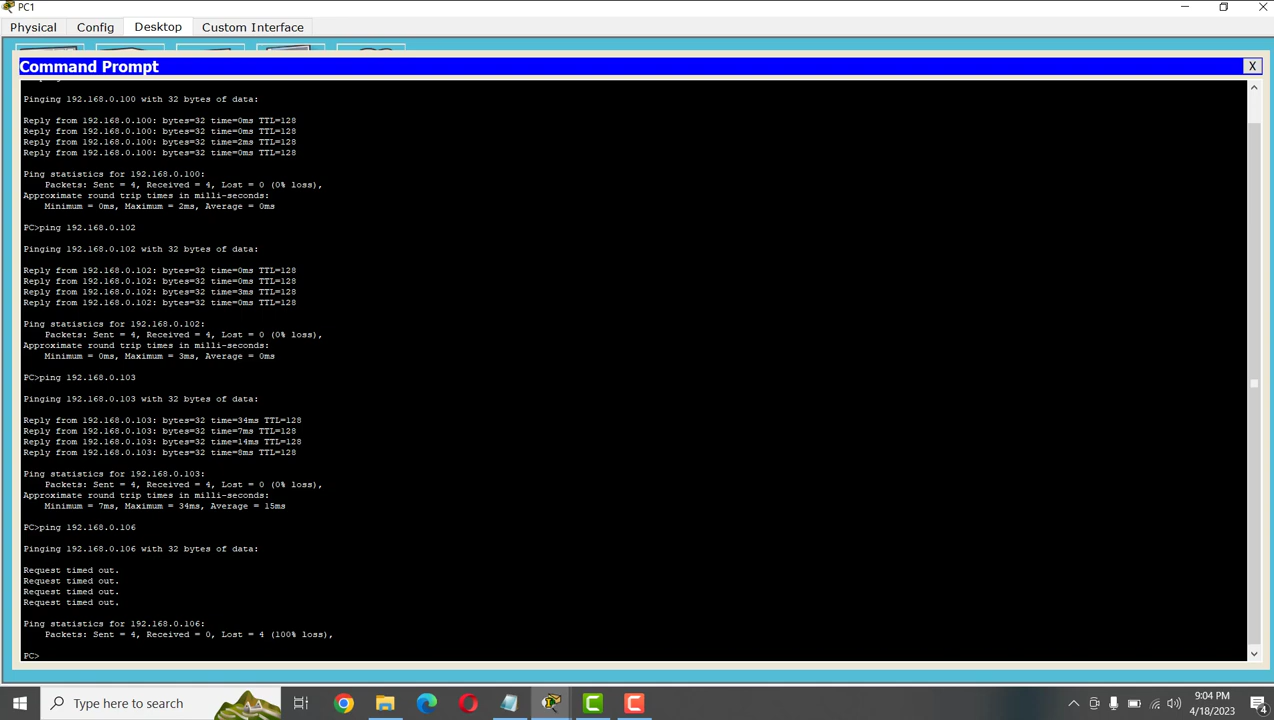 PC1
Physical Config Desktop Custom Interface
Command Prompt X
Pinging 192.168.0.100 with 32 bytes of data:
Reply from 192.168.0.100: bytes=32 time=0ms TTL=128
Reply from 192.168.0.100: bytes=32 time=0ms TTL=128
Reply from 192.168.0.100: bytes=32 time=2ms TTL=128
Reply from 192.168.0.100: bytes=32 time=0ms TTL=128
Ping statistics for 192.168.0.100:
Packets: Sent = 4, Received = 4, Lost = 0 (0% loss),
Approximate round trip times in milli-seconds:
Minimum = 0ms, Maximum = 2ms, Average = 0ms
PC>ping 192.168.0.102
Pinging 192.168.0.102 with 32 bytes of data:
Reply from 192.168.0.102: bytes=32 time=0ms TTL=128
Reply from 192.168.0.102: bytes=32 time=0ms TTL=128
Reply from 192.168.0.102: bytes=32 time=3ms TTL=128
Reply from 192.168.0.102: bytes=32 time=0ms TTL=128
Ping statistics for 192.168.0.102:
Packets: Sent = 4, Received = 4, Lost = 0 (0% loss),
Approximate round trip times in milli-seconds:
Minimum = 0ms, Maximum = 3ms, Average = 0ms
PC>ping 192.168.0.103
Pinging 192.168.0.103 with 32 bytes of data:
Reply from 192.168.0.103: bytes=32 time=34ms TTL=128
Reply from 192.168.0.103: bytes=32 time=7ms TTL=128
Reply from 192.168.0.103: bytes=32 time=14ms TTL=128
Reply from 192.168.0.103: bytes=32 time=8ms TTL=128
Ping statistics for 192.168.0.103:
Packets: Sent = 4, Received = 4, Lost = 0 (0% loss),
Approximate round trip times in milli-seconds:
Minimum = 7ms, Maximum = 34ms, Average = 15ms
PC>ping 192.168.0.106
Pinging 192.168.0.106 with 32 bytes of data:
Request timed out.
Request timed out.
Request timed out.
Request timed out.
Ping statistics for 192.168.0.106:
Packets: Sent = 4, Received = 0, Lost = 4 (100% loss),
PC>
Type here to search
9:04 PM
4/18/2023
4